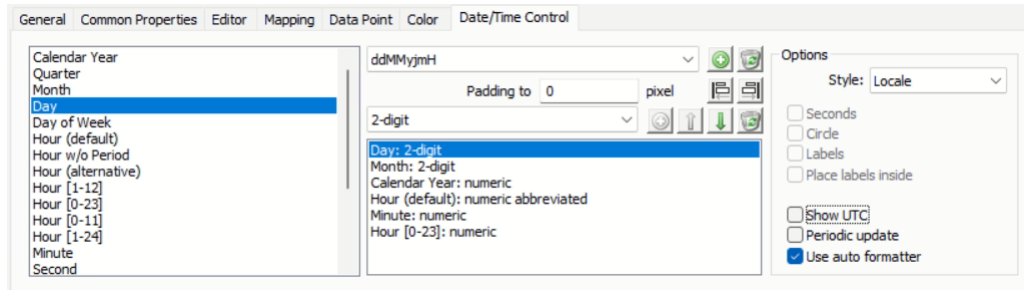 General Common Properties Editor Mapping Data Point Color Date/Time Control
Calendar Year
Quarter
Month
Day
Day of Week
Hour (default)
Hour w/o Period
Hour (alternative)
Hour [1-12]
Hour [0-23]
Hour [0-11]
Hour [1-24]
Minute
Second
ddMMyjmH
Padding to 0 pixel
2-digit
Day: 2-digit
Month: 2-digit
Calendar Year: numeric
Hour (default): numeric abbreviated
Minute: numeric
Hour [0-23]: numeric
Options
Style: Locale
Seconds
Circle
Labels
Place labels inside
Show UTC
Periodic update
Use auto formatter